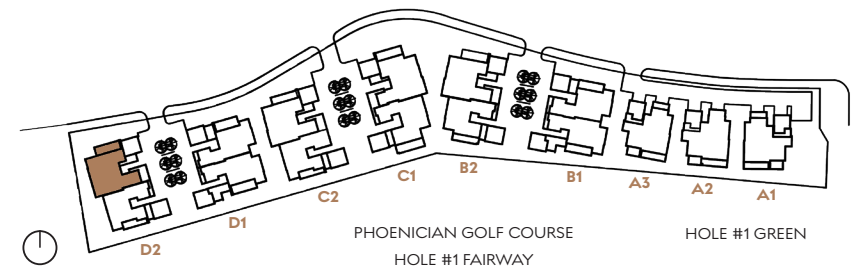 C1
B2
C2
B1
A3
A2
A1
D1
D2
PHOENICIAN GOLF COURSE
HOLE #1 FAIRWAY
HOLE #1 GREEN